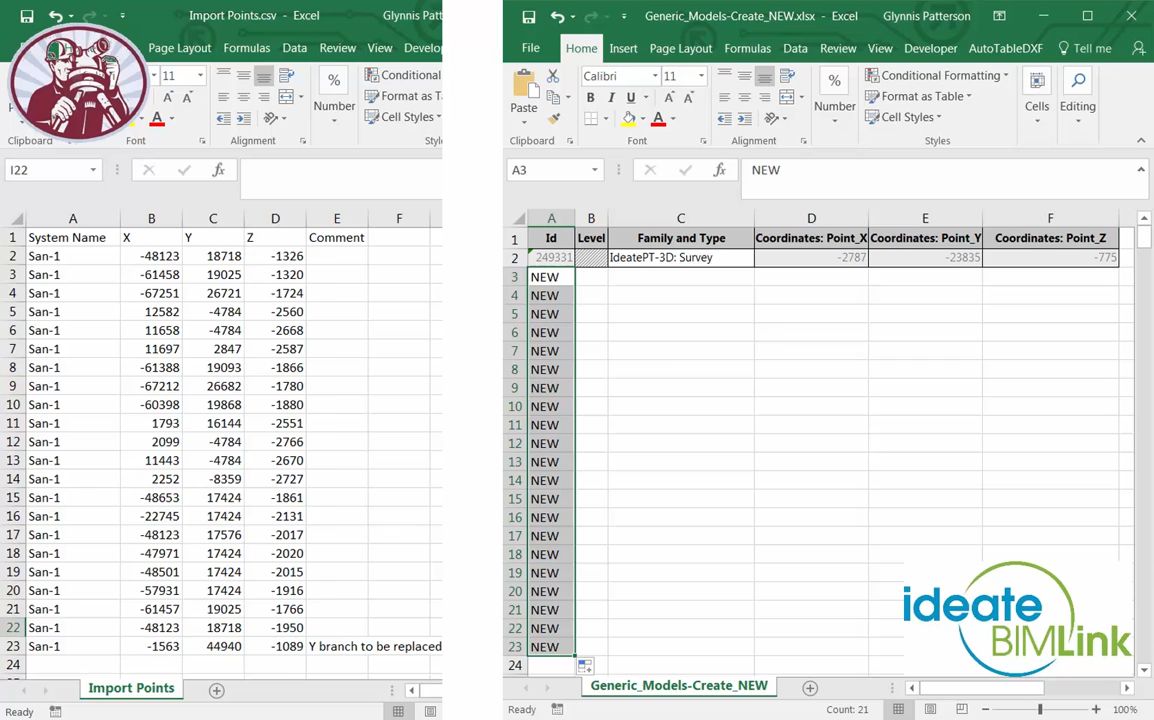 Import Points.csv - Excel
Glynnis Patt
Page Layout Formulas Data Review View Develo
11
A A
A
%
Number
Conditional
Format as Ta
Cell Styles
Clipboard Font Alignment Styl
I22 fx
A B C D E F
1 System Name X Y Z Comment
2 San-1 -48123 18718 -1326
3 San-1 -61458 19025 -1320
4 San-1 -67251 26721 -1724
5 San-1 12582 -4784 -2560
6 San-1 11658 -4784 -2668
7 San-1 11697 2847 -2587
8 San-1 -61388 19093 -1866
9 San-1 -67212 26682 -1780
10 San-1 -60398 19868 -1880
11 San-1 1793 16144 -2551
12 San-1 2099 -4784 -2766
13 San-1 11443 -4784 -2670
14 San-1 2252 -8359 -2727
15 San-1 -48653 17424 -1861
16 San-1 -22745 17424 -2131
17 San-1 -48123 17576 -2017
18 San-1 -47971 17424 -2020
19 San-1 -48501 17424 -2015
20 San-1 -57931 17424 -1916
21 San-1 -61457 19025 -1766
22 San-1 -48123 18718 -1950
23 San-1 -1563 44940 -1089 Y branch to be replaced
24
Import Points
Ready
Generic_Models-Create_NEW.xlsx - Excel
Glynnis Patterson
File Home Insert Page Layout Formulas Data Review View Developer AutoTableDXF Tell me
Paste
Calibri 11
B I U A A
A
%
Number
Conditional Formatting
Format as Table
Cell Styles
Cells
Editing
Clipboard Font Alignment Styles
A3 fx NEW
A B C D E F
1 Id Level Family and Type Coordinates: Point_X Coordinates: Point_Y Coordinates: Point_Z
2 249331 IdeatePT-3D: Survey -2787 -23835 -775
3 NEW
4 NEW
5 NEW
6 NEW
7 NEW
8 NEW
9 NEW
10 NEW
11 NEW
12 NEW
13 NEW
14 NEW
15 NEW
16 NEW
17 NEW
18 NEW
19 NEW
20 NEW
21 NEW
22 NEW
23 NEW
24
ideate
BIMLink
Generic_Models-Create_NEW
Ready Count: 21 100%